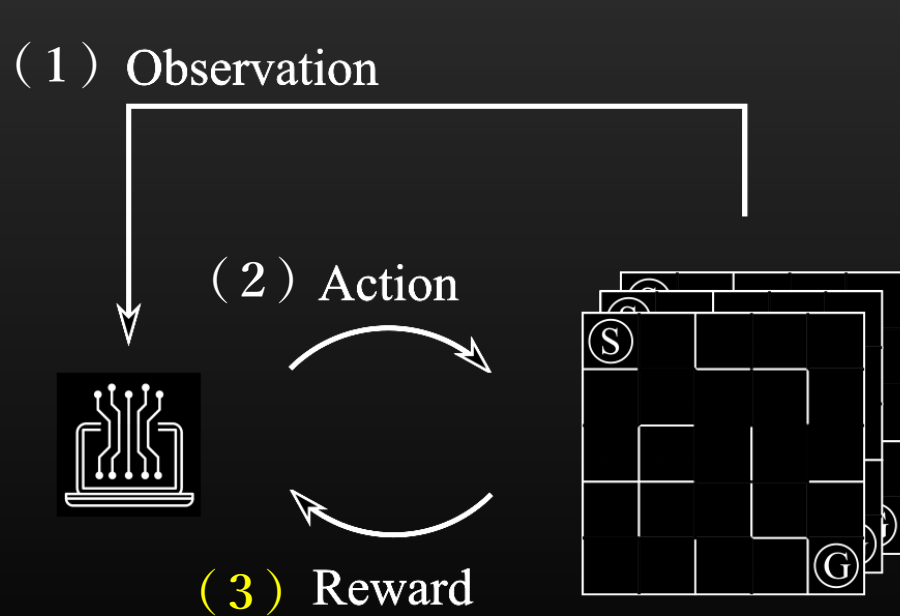 (1) Observation
(2) Action
S
G
(3) Reward